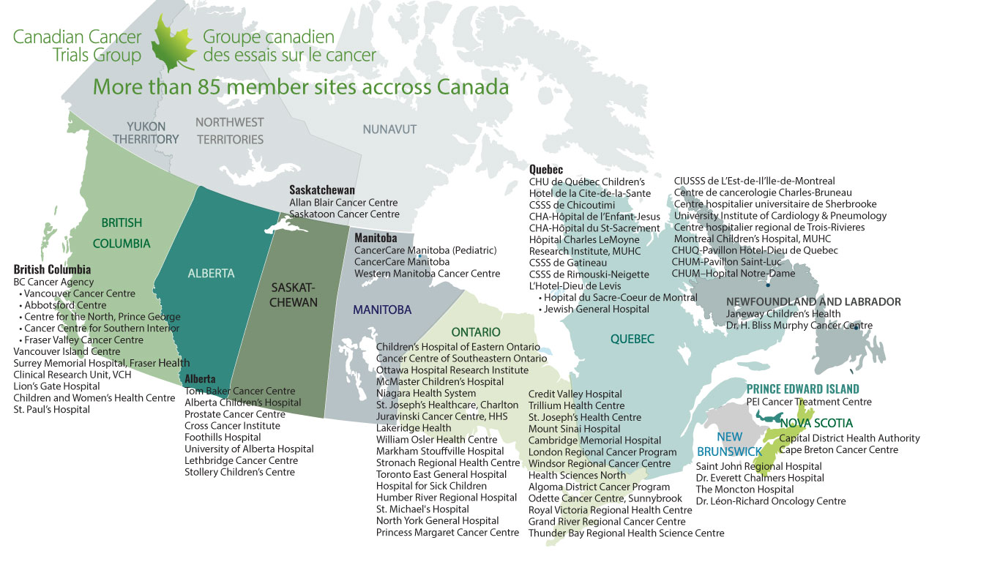 Canadian Cancer
Trials Group
Groupe canadien
des essais sur le cancer
More than 85 member sites accross Canada
YUKON
THERRITORY
NORTHWEST
TERRITORIES
NUNAVUT
BRITISH
COLUMBIA
British Columbia
BC Cancer Agency
• Vancouver Cancer Centre
• Abbotsford Centre
• Centre for the North, Prince George
• Cancer Centre for Southern Interior
• Fraser Valley Cancer Centre
Vancouver Island Centre
Surrey Memorial Hospital, Fraser Health
Clinical Research Unit, VCH
Lion's Gate Hospital
Children and Women's Health Centre
St. Paul's Hospital
ALBERTA
Alberta
Tom Baker Cancer Centre
Alberta Children's Hospital
Prostate Cancer Centre
Cross Cancer Institute
Foothills Hospital
University of Alberta Hospital
Lethbridge Cancer Centre
Stollery Children's Centre
Saskatchewan
Allan Blair Cancer Centre
Saskatoon Cancer Centre
SASKAT-
CHEWAN
Manitoba
CancerCare Manitoba (Pediatric)
CancerCare Manitoba
Western Manitoba Cancer Centre
MANITOBA
ONTARIO
Children's Hospital of Eastern Ontario
Cancer Centre of Southeastern Ontario
Ottawa Hospital Research Institute
McMaster Children's Hospital
Niagara Health System
St. Joseph's Healthcare, Charlton
Juravinski Cancer Centre, HHS
Lakeridge Health
William Osler Health Centre
Markham Stouffville Hospital
Stronach Regional Health Centre
Toronto East General Hospital
Hospital for Sick Children
Humber River Regional Hospital
St. Michael's Hospital
North York General Hospital
Princess Margaret Cancer Centre
Credit Valley Hospital
Trillium Health Centre
St. Joseph's Health Centre
Mount Sinai Hospital
Cambridge Memorial Hospital
London Regional Cancer Program
Windsor Regional Cancer Centre
Health Sciences North
Algoma District Cancer Program
Odette Cancer Centre, Sunnybrook
Royal Victoria Regional Health Centre
Grand River Regional Cancer Centre
Thunder Bay Regional Health Science Centre
Quebec
CHU de Québec Children's
Hotel de la Cite-de-la-Sante
CSSS de Chicoutimi
CHA-Hôpital de l'Enfant-Jesus
CHA-Hôpital du St-Sacrement
Hôpital Charles LeMoyne
Research Institute, MUHC
CSSS de Gatineau
CSSS de Rimouski-Neigette
L'Hotel-Dieu de Levis
• Hopital du Sacre-Coeur de Montral
• Jewish General Hospital
CIUSSS de L'Est-de-Il'lle-de-Montreal
Centre de cancerologie Charles-Bruneau
Centre hospitalier universitaire de Sherbrooke
University Institute of Cardiology & Pneumology
Centre hospitalier regional de Trois-Rivieres
Montreal Children's Hospital, MUHC
CHUQ-Pavillon Hotel-Dieu de Quebec
CHUM-Pavillon Saint-Luc
CHUM–Hopital Notre-Dame
QUEBEC
NEWFOUNDLAND AND LABRADOR
Janeway Children's Health
Dr. H. Bliss Murphy Cancer Centre
PRINCE EDWARD ISLAND
PEI Cancer Treatment Centre
NOVA SCOTIA
Capital District Health Authority
Cape Breton Cancer Centre
NEW
BRUNSWICK
Saint John Regional Hospital
Dr. Everett Chalmers Hospital
The Moncton Hospital
Dr. Léon-Richard Oncology Centre